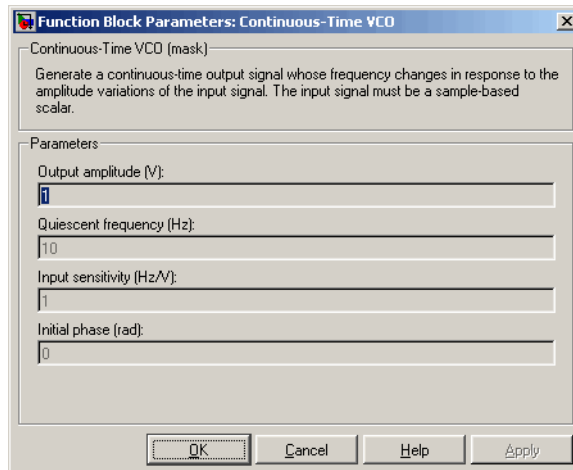 Function Block Parameters: Continuous-Time VCO
Continuous-Time VCO (mask)
Generate a continuous-time output signal whose frequency changes in response to the
amplitude variations of the input signal. The input signal must be a sample-based
scalar.
Parameters
Output amplitude (V):
1
Quiescent frequency (Hz):
10
Input sensitivity (Hz/V):
1
Initial phase (rad):
0
OK Cancel Help Apply